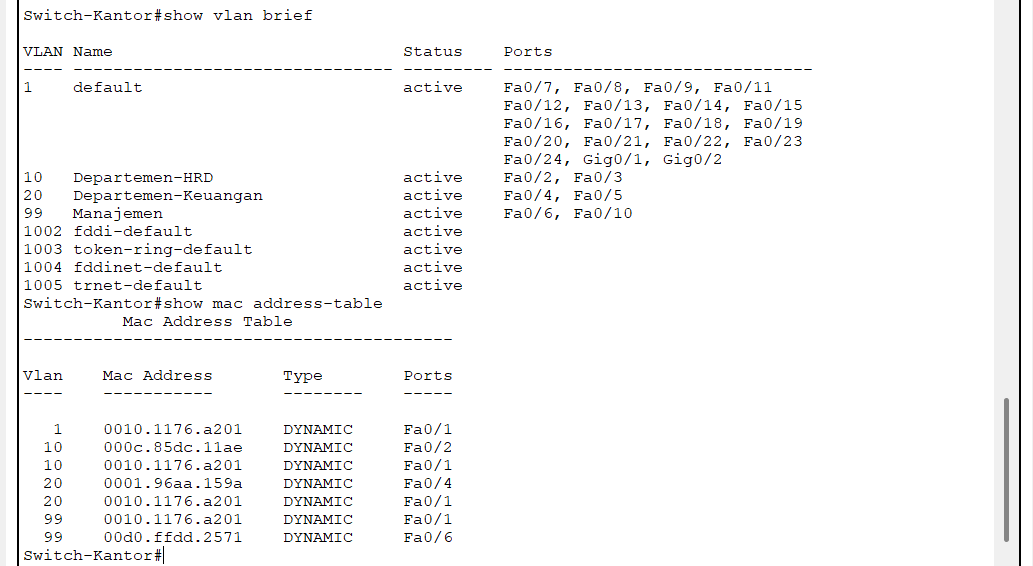 Switch-Kantor#show vlan brief
VLAN Name                             Status    Ports
---- -------------------------------- --------- -------------------------------
1    default                          active    Fa0/7, Fa0/8, Fa0/9, Fa0/11
                                                Fa0/12, Fa0/13, Fa0/14, Fa0/15
                                                Fa0/16, Fa0/17, Fa0/18, Fa0/19
                                                Fa0/20, Fa0/21, Fa0/22, Fa0/23
                                                Fa0/24, Gig0/1, Gig0/2
10   Departemen-HRD                   active    Fa0/2, Fa0/3
20   Departemen-Keuangan              active    Fa0/4, Fa0/5
99   Manajemen                        active    Fa0/6, Fa0/10
1002 fddi-default                     active
1003 token-ring-default               active
1004 fddinet-default                  active
1005 trnet-default                    active
Switch-Kantor#show mac address-table
          Mac Address Table
-------------------------------------------
Vlan    Mac Address       Type        Ports
----    -----------       --------    -----
   1    0010.1176.a201    DYNAMIC     Fa0/1
  10    000c.85dc.11ae    DYNAMIC     Fa0/2
  10    0010.1176.a201    DYNAMIC     Fa0/1
  20    0001.96aa.159a    DYNAMIC     Fa0/4
  20    0010.1176.a201    DYNAMIC     Fa0/1
  99    0010.1176.a201    DYNAMIC     Fa0/1
  99    00d0.ffdd.2571    DYNAMIC     Fa0/6
Switch-Kantor#